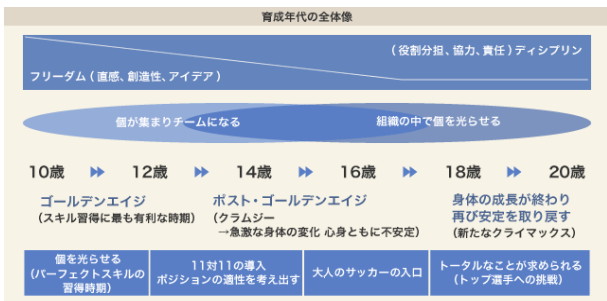 育成年代の全体像
(役割分担、協力、責任)ディシプリン
フリーダム(直感、創造性、アイデア)
個が集まりチームになる
組織の中で個を光らせる
10歳 12歳 14歳 16歳 18歳 20歳
ゴールデンエイジ
(スキル習得に最も有利な時期)
ポスト・ゴールデンエイジ
(クラムジー
→急激な身体の変化 心身ともに不安定)
身体の成長が終わり
再び安定を取り戻す
(新たなクライマックス)
個を光らせる
(パーフェクトスキルの
習得時期)
11対11の導入
ポジションの適性を考え出す
大人のサッカーの入口
トータルなことが求められる
(トップ選手への挑戦)